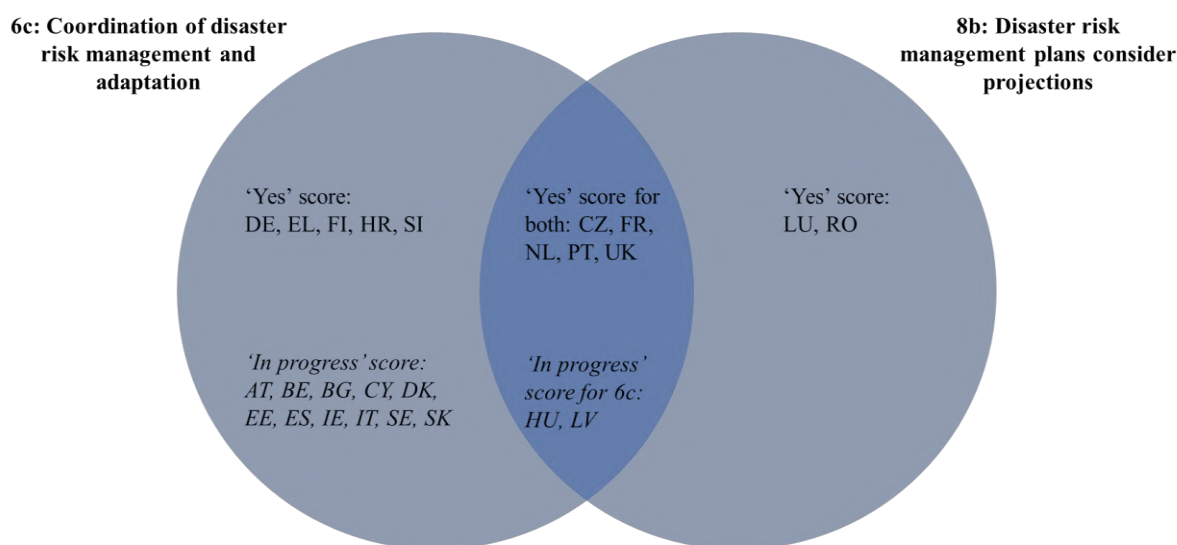 6c: Coordination of disaster
risk management and
adaptation
8b: Disaster risk
management plans consider
projections
‘Yes’ score:
DE, EL, FI, HR, SI
‘Yes’ score for
both: CZ, FR,
NL, PT, UK
‘Yes’ score:
LU, RO
‘In progress’ score:
AT, BE, BG, CY, DK,
EE, ES, IE, IT, SE, SK
‘In progress’
score for 6c:
HU, LV